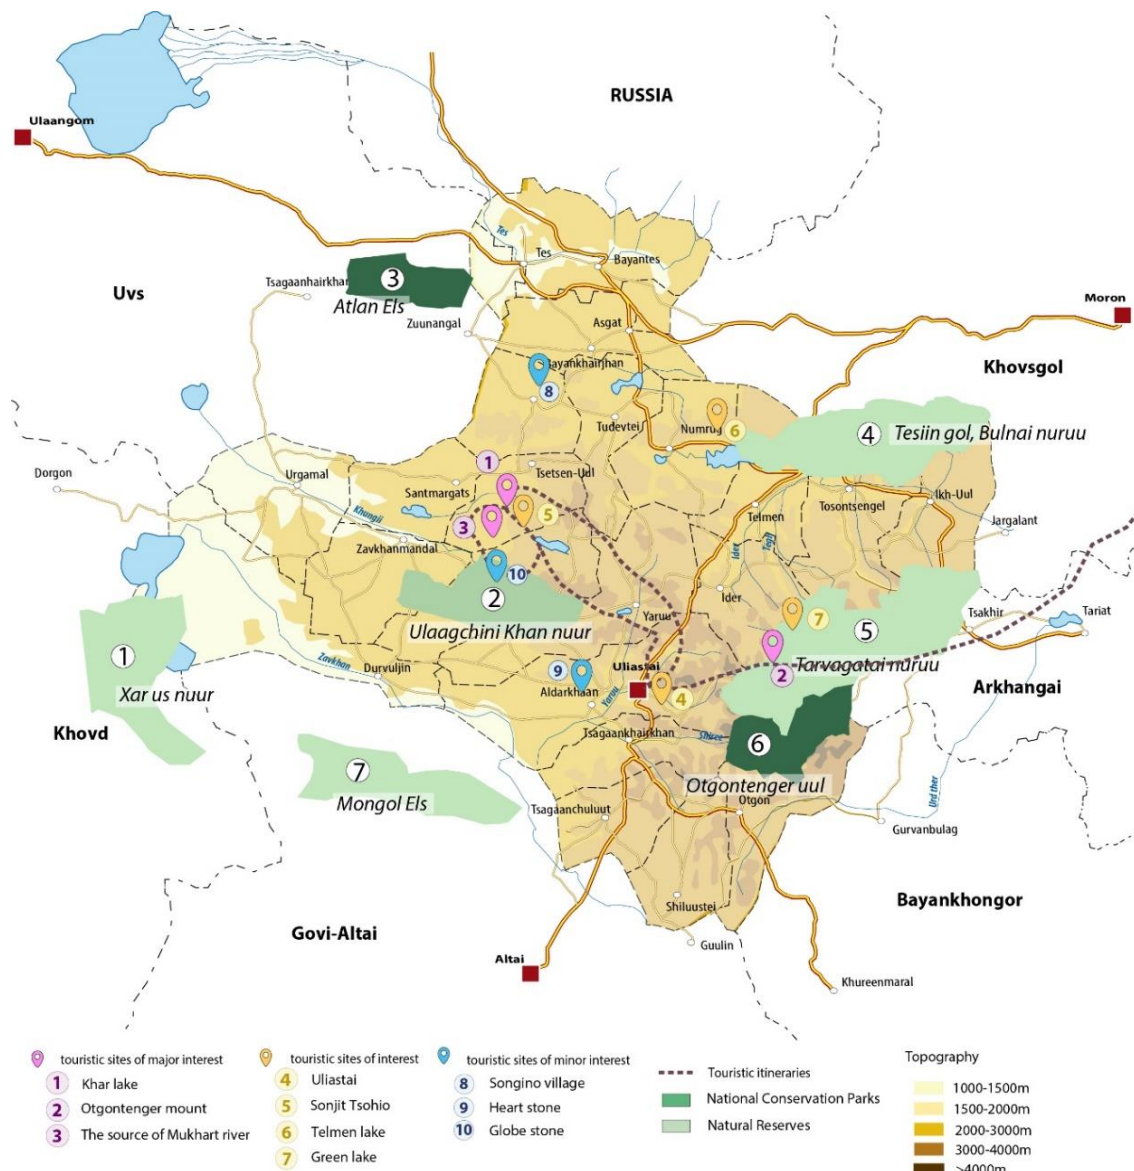 RUSSIA
Ulaangom
Tes
Tes
Bayantes
Tsagaanhairkhan
3
Atlan Els
Uvs
Moron
Zuunangal
Asgat
Khovsgol
Bayankhairjhan
8
Tudevtei
Numrug
6
4
Tesiin gol, Bulnai nuruu
1
Tsetsen-Uul
Dorgon
Urgamal
Santmargats
Ikh-Uul
Tosontsengel
Khungii
5
Telmen
3
Jargalant
Zavkhanmandal
Ider
Tegil
10
2
Ider
Yaruu
Tsakhir
Tariat
Ulaagchini Khan nuur
7
5
1
Zavkhan
Durvuljin
9
Uliastai
Tarvagatai nuruu
2
Xar us nuur
Aldarkhaan
Yaruu
4
Arkhangai
Khovd
Tsagaankhairkhan
Shiree
6
7
Otgontenger uul
Mongol Els
Urd ther
Tsagaanchuluut
Otgon
Gurvanbulag
Bayankhongor
Shiluustei
Govi-Altai
Guulin
Altai
Khureenmaral
touristic sites of major interest
1 Khar lake
2 Otgontenger mount
3 The source of Mukhart river
touristic sites of interest
4 Uliastai
5 Sonjit Tsohio
6 Telmen lake
7 Green lake
touristic sites of minor interest
8 Songino village
9 Heart stone
10 Globe stone
Touristic itineraries
National Conservation Parks
Natural Reserves
Topography
1000-1500m
1500-2000m
2000-3000m
3000-4000m
>4000m